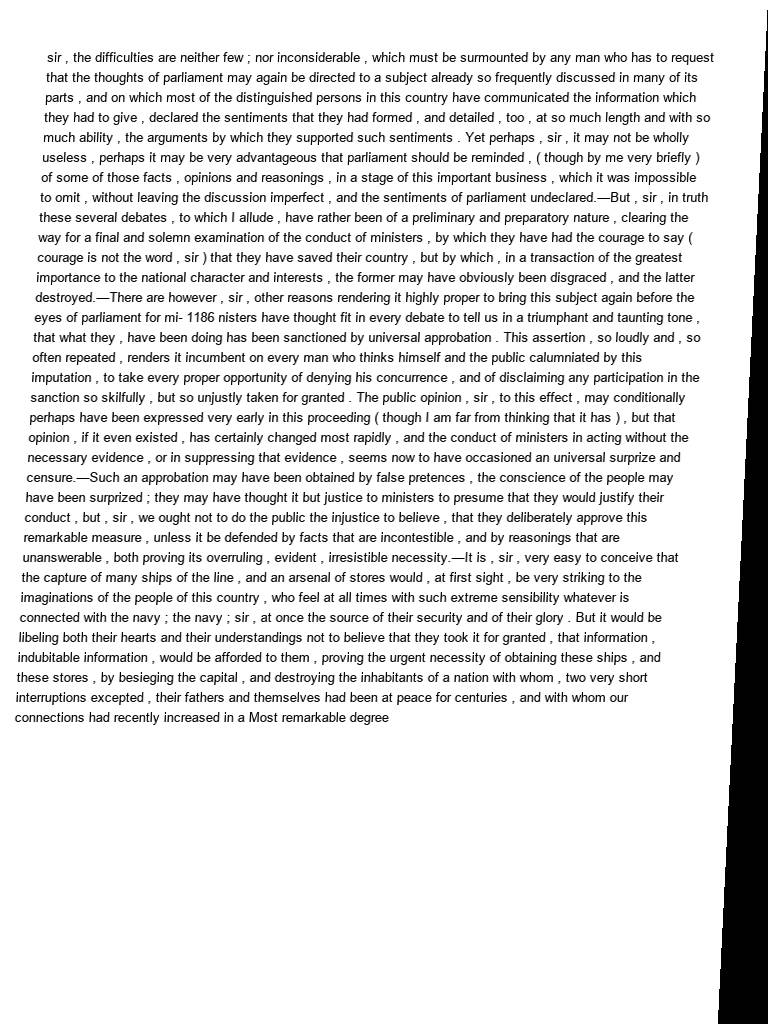 sir , the difficulties are neither few ; nor inconsiderable , which must be surmounted by any man who has to request
that the thoughts of parliament may again be directed to a subject already so frequently discussed in many of its
parts , and on which most of the distinguished persons in this country have communicated the information which
they had to give , declared the sentiments that they had formed , and detailed , too , at so much length and with so
much ability , the arguments by which they supported such sentiments . Yet perhaps , sir , it may not be wholly
useless , perhaps it may be very advantageous that parliament should be reminded , ( though by me very briefly )
of some of those facts , opinions and reasonings , in a stage of this important business , which it was impossible
to omit , without leaving the discussion imperfect , and the sentiments of parliament undeclared.—But , sir , in truth
these several debates , to which I allude , have rather been of a preliminary and preparatory nature , clearing the
way for a final and solemn examination of the conduct of ministers , by which they have had the courage to say (
courage is not the word , sir ) that they have saved their country , but by which , in a transaction of the greatest
importance to the national character and interests , the former may have obviously been disgraced , and the latter
destroyed.—There are however , sir , other reasons rendering it highly proper to bring this subject again before the
eyes of parliament for mi- 1186 nisters have thought fit in every debate to tell us in a triumphant and taunting tone ,
that what they , have been doing has been sanctioned by universal approbation . This assertion , so loudly and , so
often repeated , renders it incumbent on every man who thinks himself and the public calumniated by this
imputation , to take every proper opportunity of denying his concurrence , and of disclaiming any participation in the
sanction so skilfully , but so unjustly taken for granted . The public opinion , sir , to this effect , may conditionally
perhaps have been expressed very early in this proceeding ( though I am far from thinking that it has ) , but that
opinion , if it even existed , has certainly changed most rapidly , and the conduct of ministers in acting without the
necessary evidence , or in suppressing that evidence , seems now to have occasioned an universal surprize and
censure.—Such an approbation may have been obtained by false pretences , the conscience of the people may
have been surprized ; they may have thought it but justice to ministers to presume that they would justify their
conduct , but , sir , we ought not to do the public the injustice to believe , that they deliberately approve this
remarkable measure , unless it be defended by facts that are incontestible , and by reasonings that are
unanswerable , both proving its overruling , evident , irresistible necessity.—It is , sir , very easy to conceive that
the capture of many ships of the line , and an arsenal of stores would , at first sight , be very striking to the
imaginations of the people of this country , who feel at all times with such extreme sensibility whatever is
connected with the navy ; the navy ; sir , at once the source of their security and of their glory . But it would be
libeling both their hearts and their understandings not to believe that they took it for granted , that information ,
indubitable information , would be afforded to them , proving the urgent necessity of obtaining these ships , and
these stores , by besieging the capital , and destroying the inhabitants of a nation with whom , two very short
interruptions excepted , their fathers and themselves had been at peace for centuries , and with whom our
connections had recently increased in a Most remarkable degree